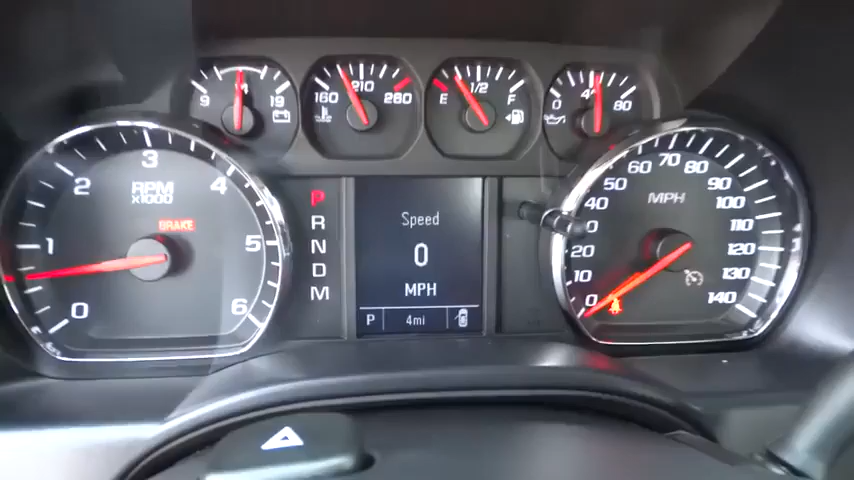 9 19
160 210 260
E 1/2 F
0 80
RPM
x1000
0 1 2 3 4 5 6
BRAKE
P
R
N
D
M
Speed
0
MPH
P 4mi
MPH
0 10 20 40 50 60 70 80 90 100 110 120 130 140